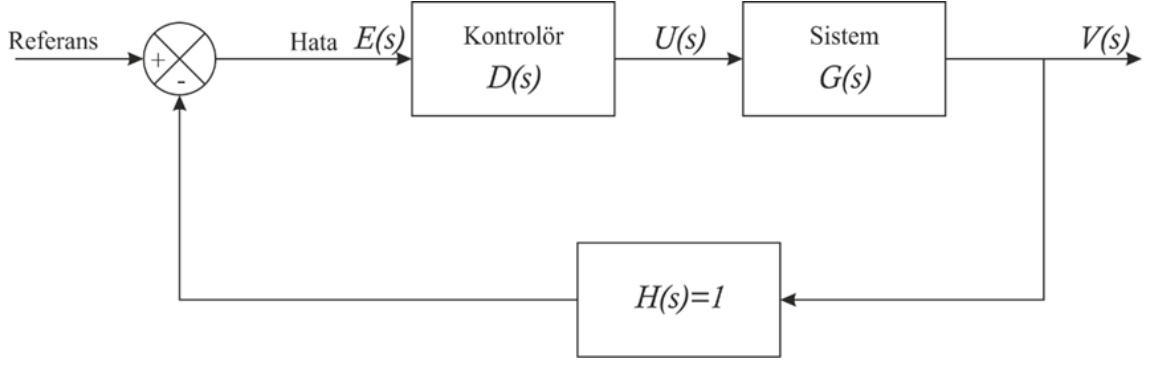 Referans
+
-
Hata E(s)
Kontrolör
D(s)
U(s)
Sistem
G(s)
V(s)
H(s)=1